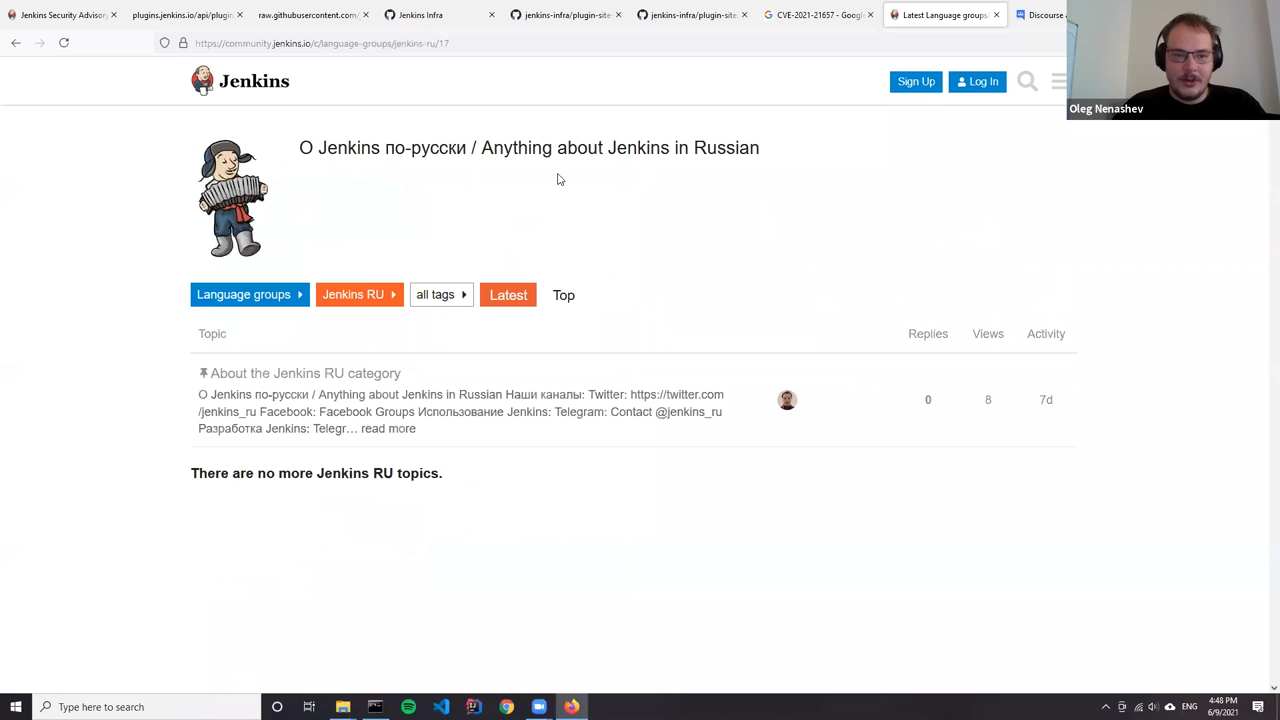 Jenkins Security Advisory
plugins.jenkins.io/api/plugin
raw.githubusercontent.com/
Jenkins Infra
jenkins-infra/plugin-site
jenkins-infra/plugin-site
CVE-2021-21657 - Google
Latest Language groups
Discourse
https://community.jenkins.io/c/language-groups/jenkins-ru/17
Jenkins
Sign Up
Log In
Oleg Nenashev
О Jenkins по-русски / Anything about Jenkins in Russian
Language groups
Jenkins RU
all tags
Latest
Top
Topic
Replies
Views
Activity
About the Jenkins RU category
О Jenkins по-русски / Anything about Jenkins in Russian Наши каналы: Twitter: https://twitter.com
/jenkins_ru Facebook: Facebook Groups Использование Jenkins: Telegram: Contact @jenkins_ru
Разработка Jenkins: Telegr… read more
0
8
7d
There are no more Jenkins RU topics.
Type here to search
ENG
4:48 PM
6/9/2021